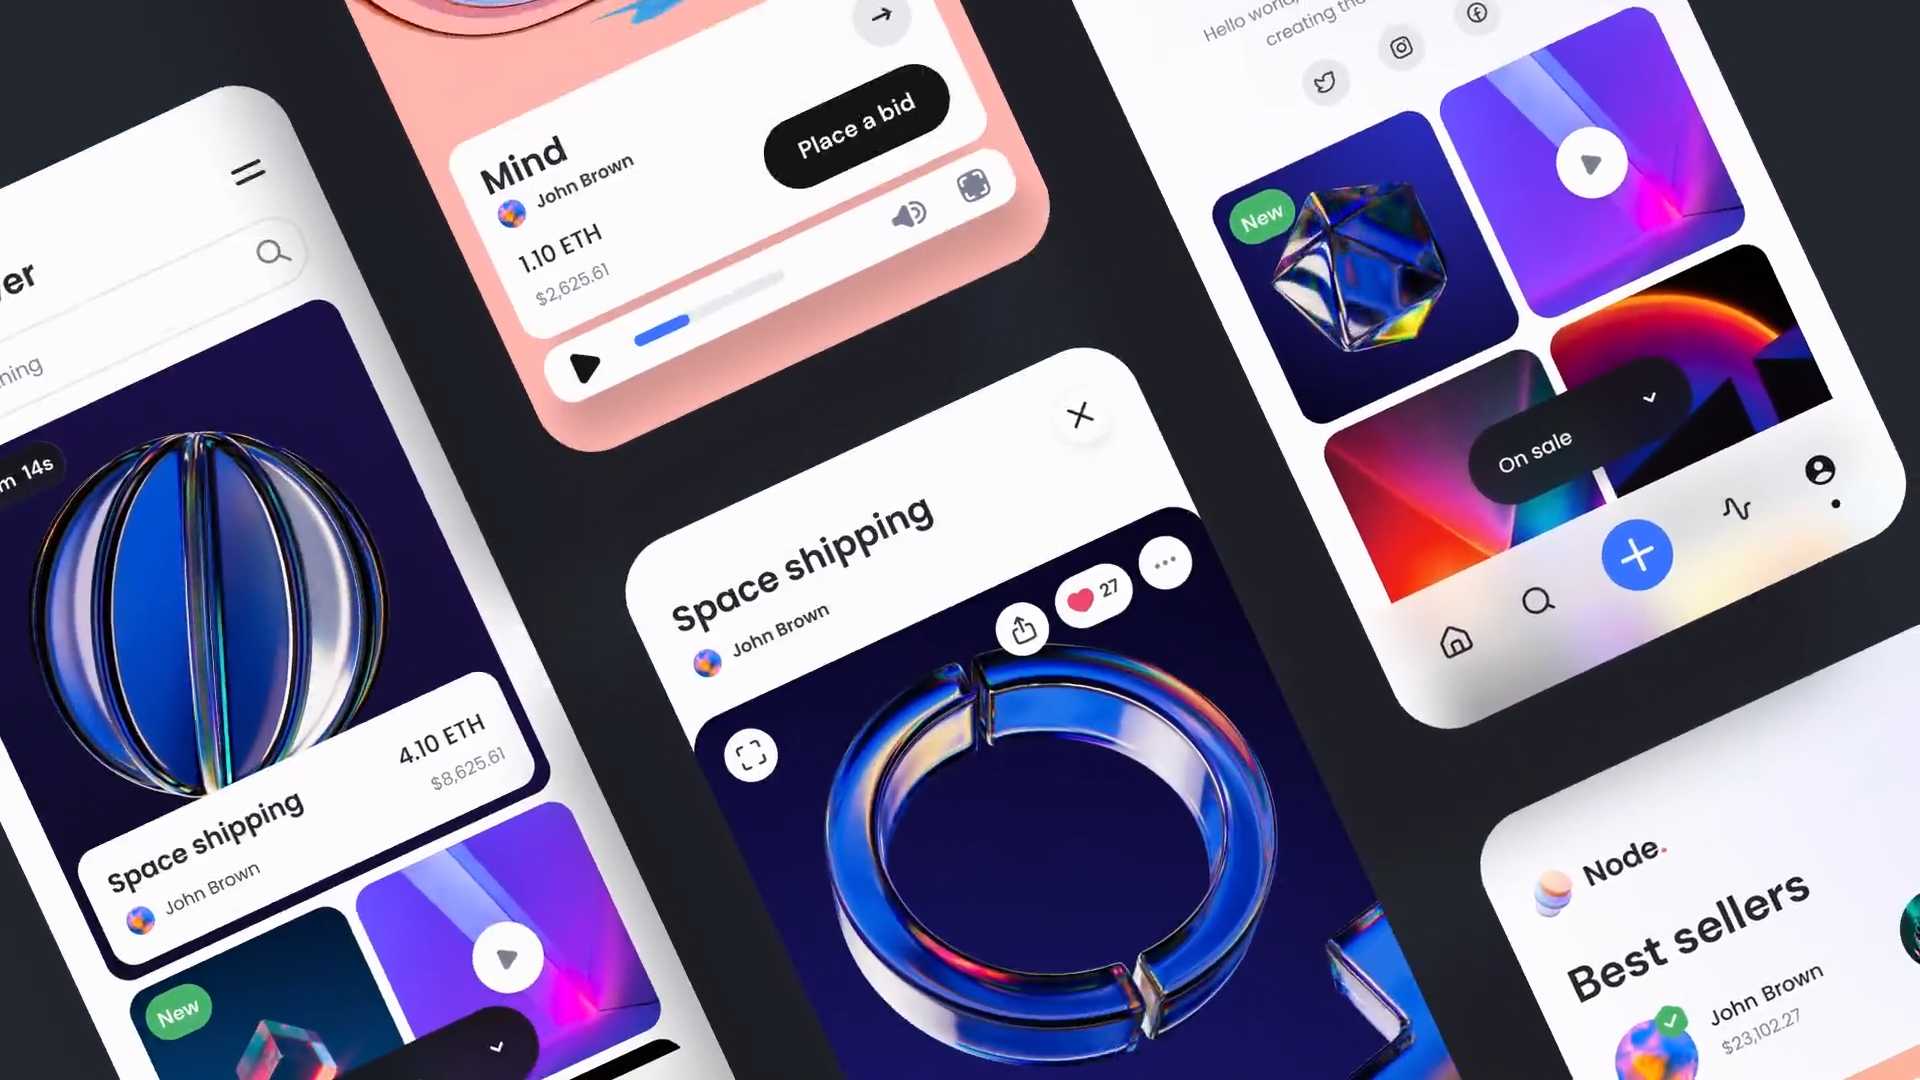 14s
4.10 ETH
$8,625.61
Space shipping
John Brown
New
Mind
John Brown
1.10 ETH
$2,625.61
Place a bid
Space shipping
John Brown
27
Hello world,
creating the
New
On sale
Node.
Best sellers
John Brown
$23,102.27